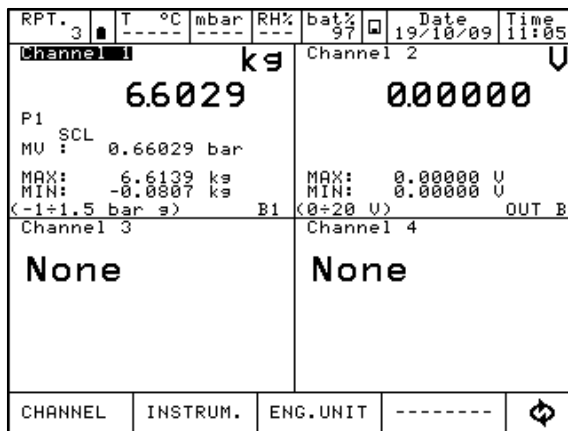 RPT. 3 T °C ----- mbar ---- RH% --- bat% 97 Date 19/10/09 Time 11:05
Channel 1 kg
6.6029
P1
SCL
MV : 0.66029 bar
MAX: 6.6139 kg
MIN: -0.0807 kg
(-1÷1.5 bar g) B1
Channel 2 V
0.00000
MAX: 0.00000 V
MIN: 0.00000 V
(0÷20 V) OUT B
Channel 3
None
Channel 4
None
CHANNEL INSTRUM. ENG.UNIT --------